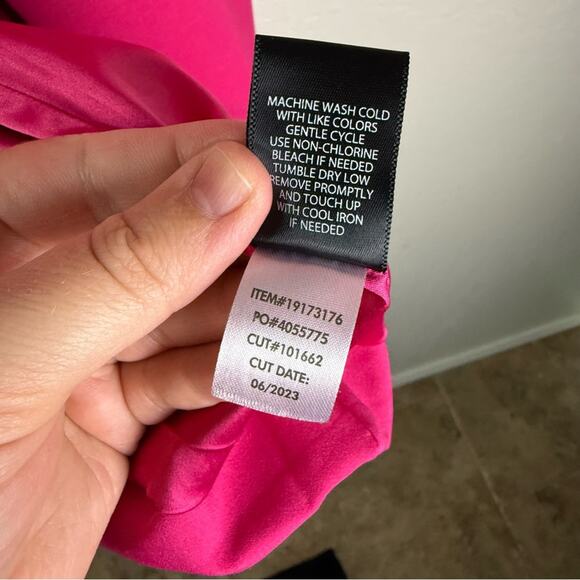 MACHINE WASH COLD
WITH LIKE COLORS
GENTLE CYCLE
USE NON-CHLORINE
BLEACH IF NEEDED
TUMBLE DRY LOW
REMOVE PROMPTLY
AND TOUCH UP
WITH COOL IRON
IF NEEDED
ITEM#19173176
PO#4055775
CUT#101662
CUT DATE:
06/2023